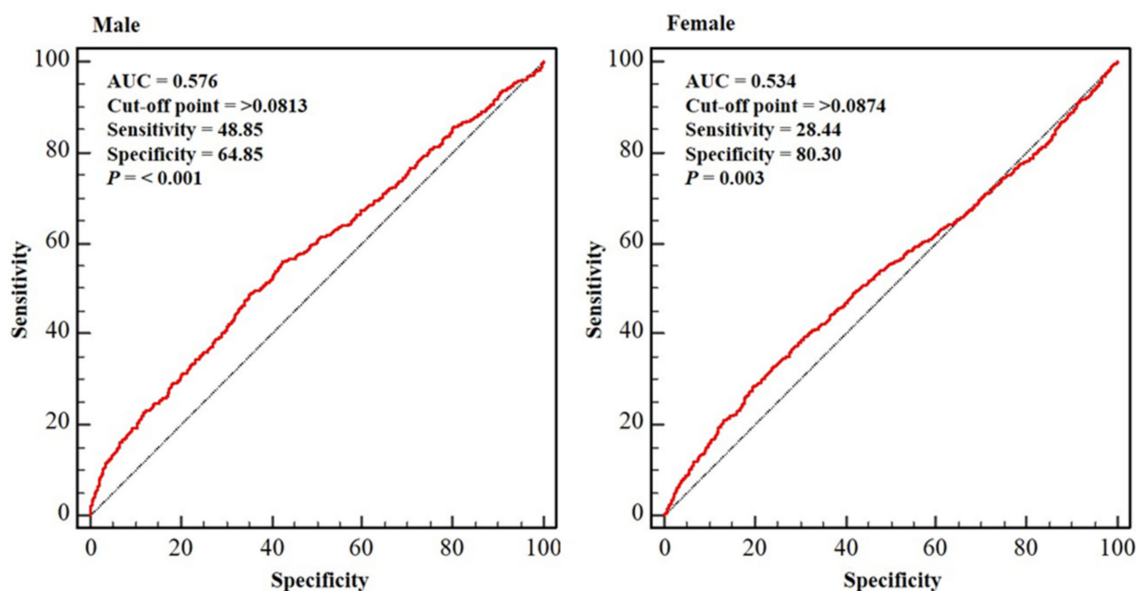 Male
AUC = 0.576
Cut-off point = >0.0813
Sensitivity = 48.85
Specificity = 64.85
P = < 0.001
100
80
60
40
20
0
Sensitivity
0 20 40 60 80 100
Specificity
Female
AUC = 0.534
Cut-off point = >0.0874
Sensitivity = 28.44
Specificity = 80.30
P = 0.003
100
80
60
40
20
0
Sensitivity
0 20 40 60 80 100
Specificity